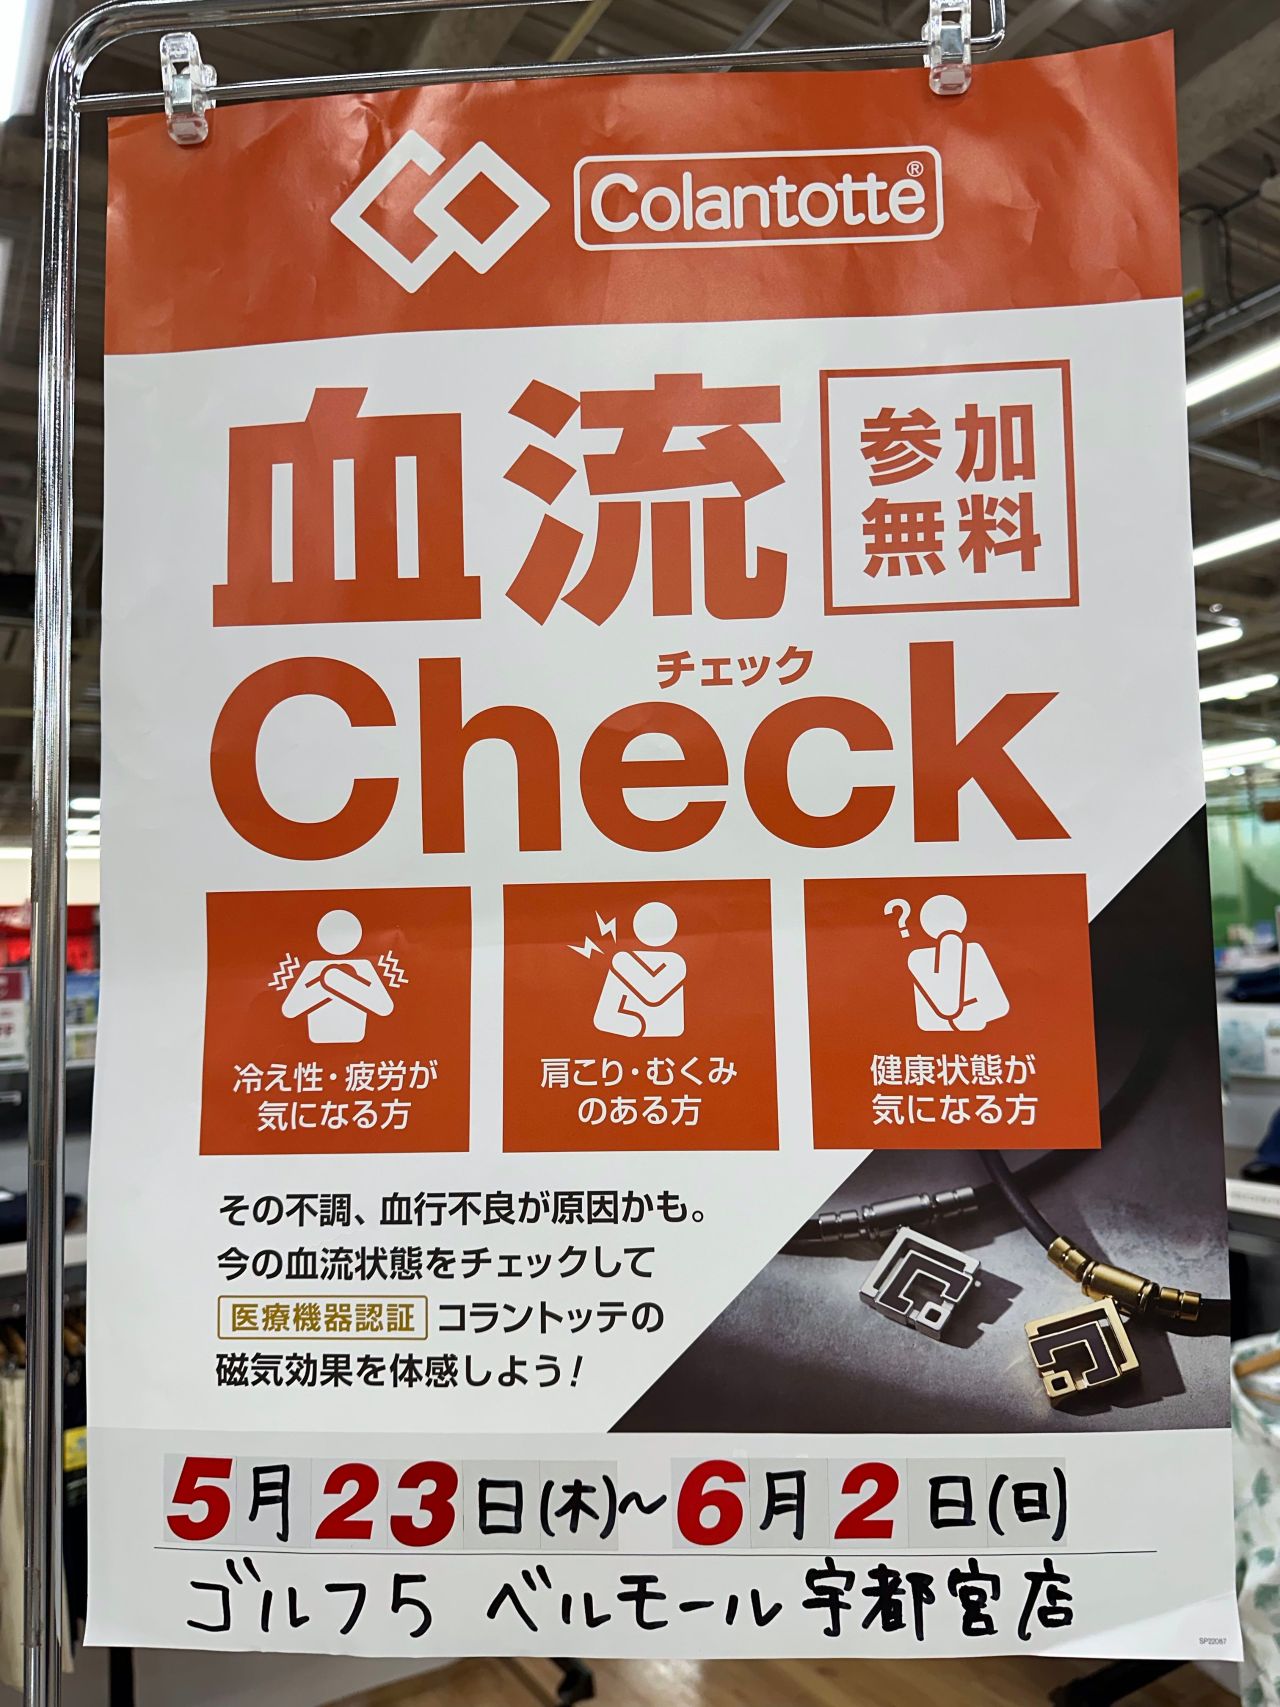 Colantotte®
血流
参加
無料
チェック
Check
冷え性・疲労が
気になる方
肩こり・むくみ
のある方
?
健康状態が
気になる方
その不調、血行不良が原因かも。
今の血流状態をチェックして
医療機器認証 コラントッテの
磁気効果を体感しよう!
5月23日(木)～6月2日(日)
ゴルフ5 ベルモール宇都宮店
SP22087